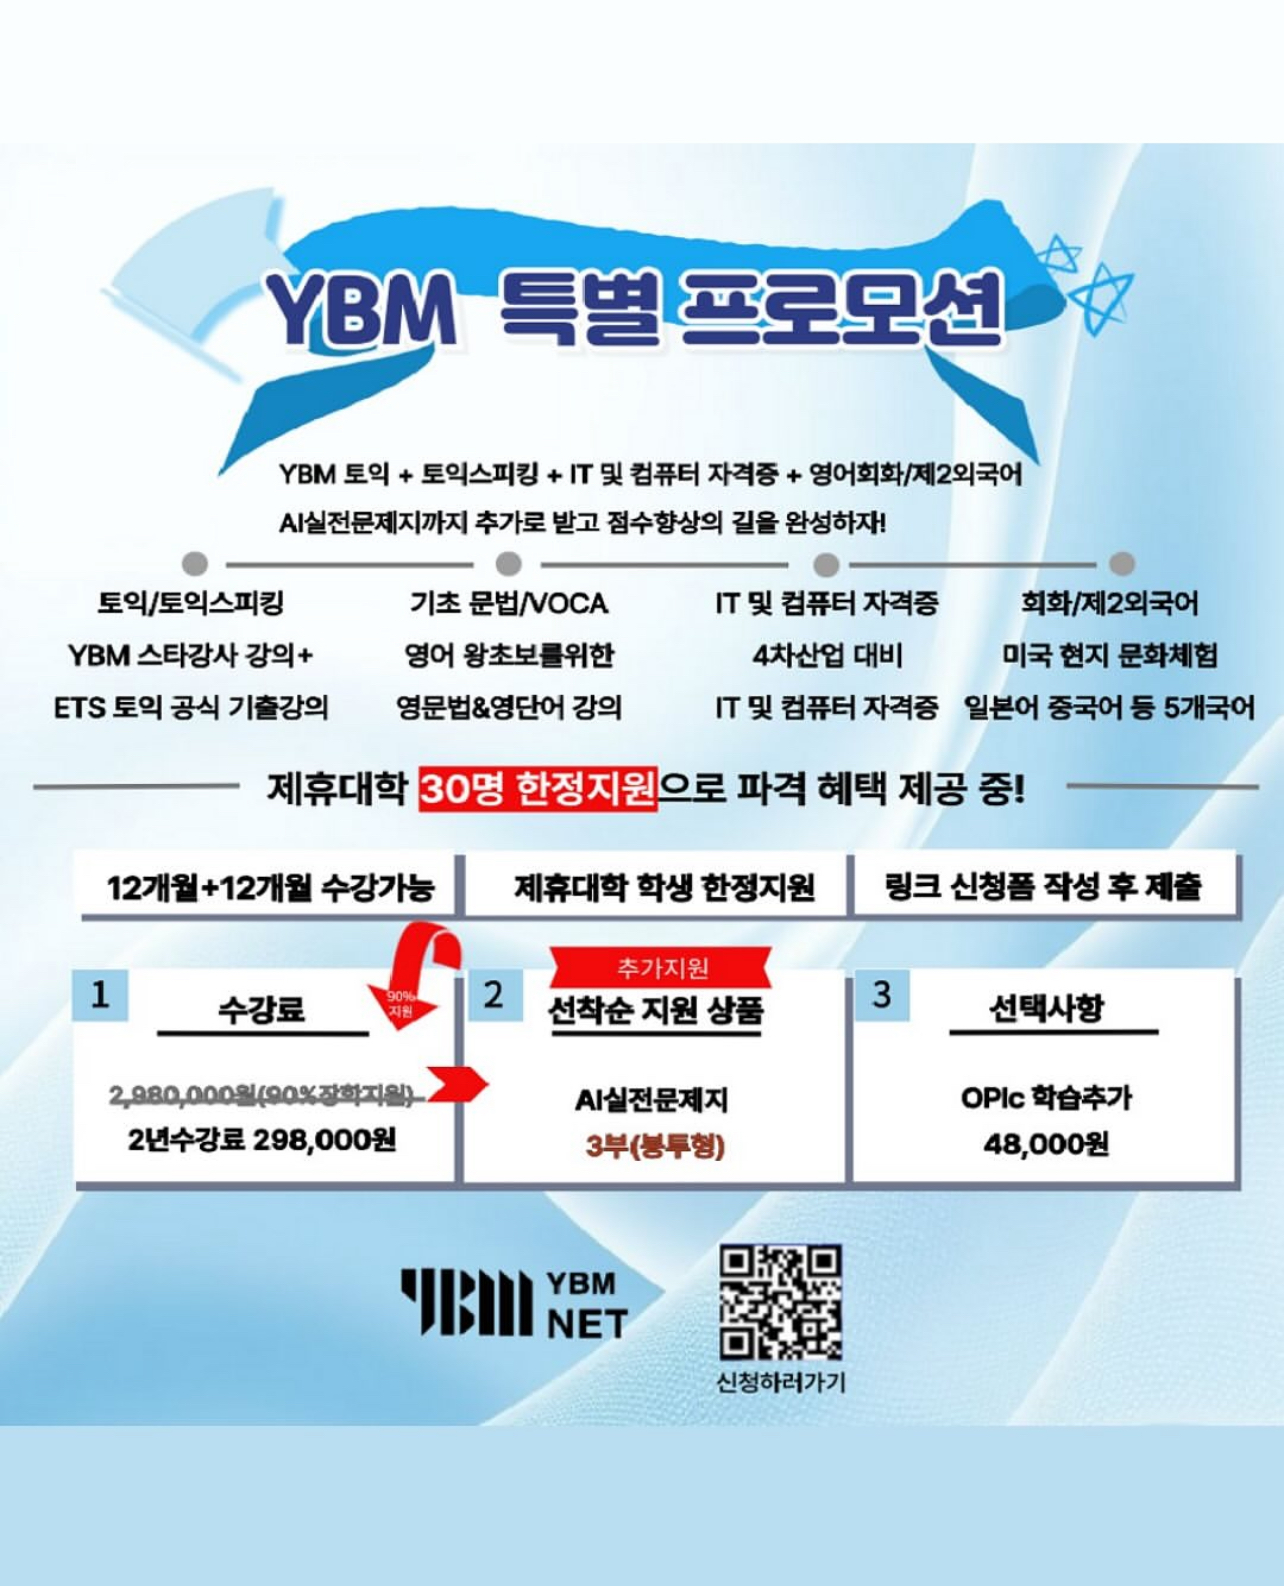 YBM 특별 프로모션
YBM 토익 + 토익스피킹 + IT 및 컴퓨터 자격증 + 영어회화/제2외국어
AI실전문제지까지 추가로 받고 점수향상의 길을 완성하자!
토익/토익스피킹
YBM 스타강사 강의+
ETS 토익 공식 기출강의
기초 문법/VOCA
영어 왕초보를위한
영문법&영단어 강의
IT 및 컴퓨터 자격증
4차산업 대비
IT 및 컴퓨터 자격증
회화/제2외국어
미국 현지 문화체험
일본어 중국어 등 5개국어
제휴대학 30명 한정지원으로 파격 혜택 제공 중!
12개월+12개월 수강가능
제휴대학 학생 한정지원
링크 신청폼 작성 후 제출
90%
지원
1
수강료
2,980,000원(90%장학지원)
2년수강료 298,000원
추가지원
2
선착순 지원 상품
AI실전문제지
3부(봉투형)
3
선택사항
OPIc 학습추가
48,000원
YBM
YBM
NET
신청하러가기